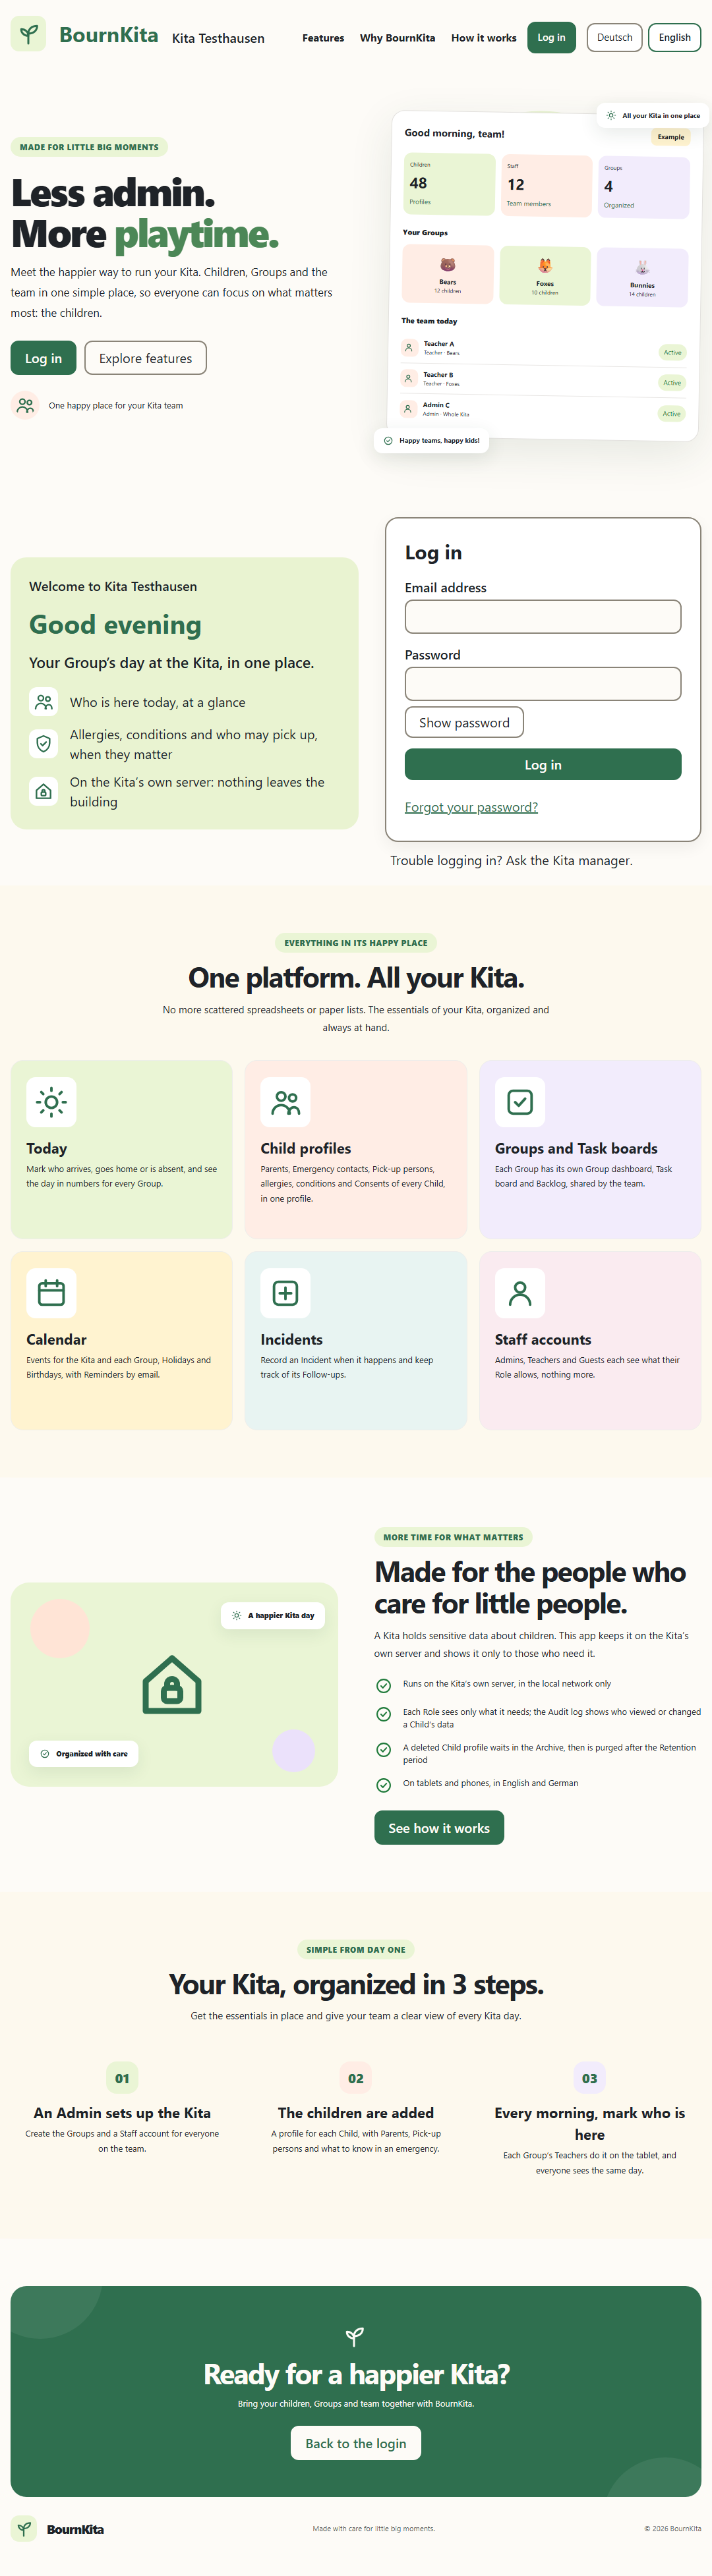 BournKita
Kita Testhausen
Features
Why BournKita
How it works
Log in
Deutsch
English
MADE FOR LITTLE BIG MOMENTS
Less admin.
More playtime.
Meet the happier way to run your Kita. Children, Groups and the
team in one simple place, so everyone can focus on what matters
most: the children.
Log in
Explore features
One happy place for your Kita team
All your Kita in one place
Good morning, team!
Example
Children
48
Profiles
Staff
12
Team members
Groups
4
Organized
Your Groups
Bears
12 children
Foxes
10 children
Bunnies
14 children
The team today
Teacher A
Teacher · Bears
Active
Teacher B
Teacher · Foxes
Active
Admin C
Admin · Whole Kita
Active
Happy teams, happy kids!
Welcome to Kita Testhausen
Good evening
Your Group's day at the Kita, in one place.
Who is here today, at a glance
Allergies, conditions and who may pick up,
when they matter
On the Kita's own server: nothing leaves the
building
Log in
Email address
Password
Show password
Log in
Forgot your password?
Trouble logging in? Ask the Kita manager.
EVERYTHING IN ITS HAPPY PLACE
One platform. All your Kita.
No more scattered spreadsheets or paper lists. The essentials of your Kita, organized and
always at hand.
Today
Mark who arrives, goes home or is absent, and see
the day in numbers for every Group.
Child profiles
Parents, Emergency contacts, Pick-up persons,
allergies, conditions and Consents of every Child,
in one profile.
Groups and Task boards
Each Group has its own Group dashboard, Task
board and Backlog, shared by the team.
Calendar
Events for the Kita and each Group, Holidays and
Birthdays, with Reminders by email.
Incidents
Record an Incident when it happens and keep
track of its Follow-ups.
Staff accounts
Admins, Teachers and Guests each see what their
Role allows, nothing more.
A happier Kita day
Organized with care
MORE TIME FOR WHAT MATTERS
Made for the people who
care for little people.
A Kita holds sensitive data about children. This app keeps it on the Kita's
own server and shows it only to those who need it.
Runs on the Kita's own server, in the local network only
Each Role sees only what it needs; the Audit log shows who viewed or changed
a Child's data
A deleted Child profile waits in the Archive, then is purged after the Retention
period
On tablets and phones, in English and German
See how it works
SIMPLE FROM DAY ONE
Your Kita, organized in 3 steps.
Get the essentials in place and give your team a clear view of every Kita day.
01
An Admin sets up the Kita
Create the Groups and a Staff account for everyone
on the team.
02
The children are added
A profile for each Child, with Parents, Pick-up
persons and what to know in an emergency.
03
Every morning, mark who is
here
Each Group's Teachers do it on the tablet, and
everyone sees the same day.
Ready for a happier Kita?
Bring your children, Groups and team together with BournKita.
Back to the login
BournKita
Made with care for little big moments.
© 2026 BournKita